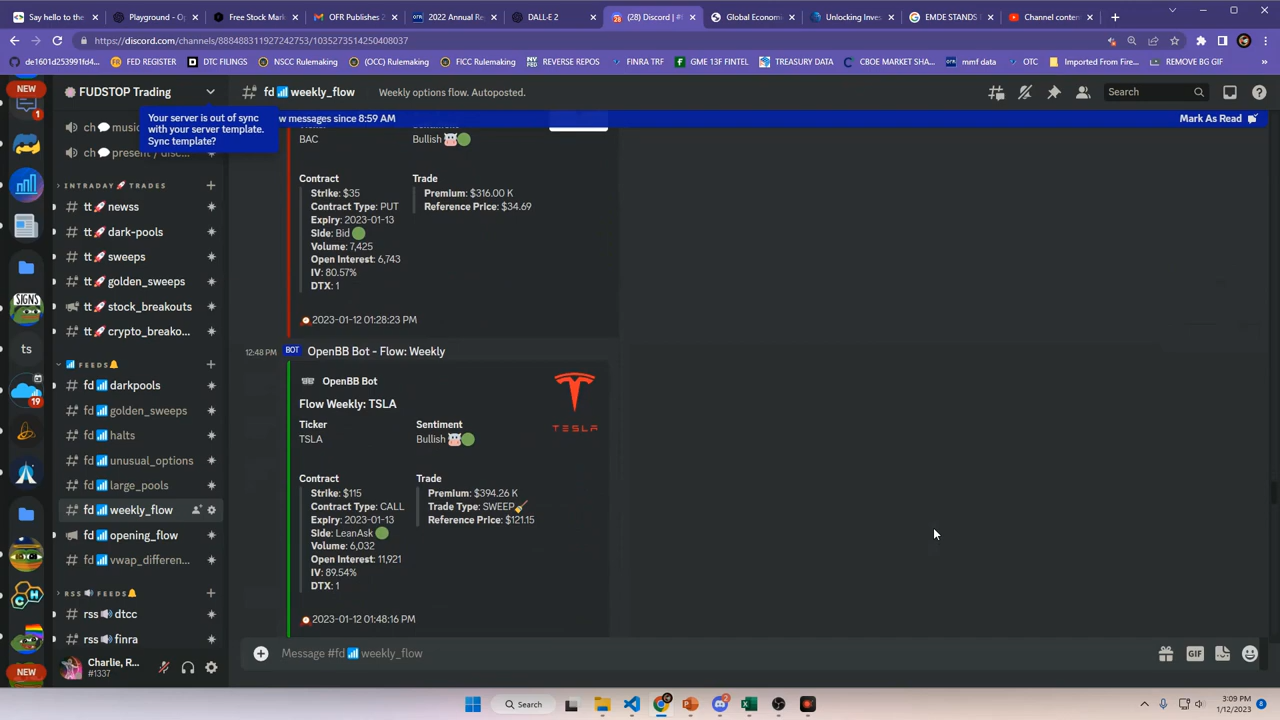 Say hello to the
Playground - Op
Free Stock Mark
OFR Publishes 2
2022 Annual Re
DALL·E 2
(28) Discord | #
Global Econom
Unlocking Inves
EMDE STANDS
Channel conten
https://discord.com/channels/888488311927242753/1035273514250408037
de1601d253991fd4...
FED REGISTER
DTC FILINGS
NSCC Rulemaking
(OCC) Rulemaking
FICC Rulemaking
REVERSE REPOS
FINRA TRF
GME 13F FINTEL
TREASURY DATA
CBOE MARKET SHA...
mmf data
OTC
Imported From Fire...
REMOVE BG GIF
NEW
FUDSTOP Trading
fd weekly_flow
Weekly options flow. Autoposted.
Search
Your server is out of sync
with your server template.
Sync template?
w messages since 8:59 AM
Mark As Read
ch music
ch present / disc
INTRADAY TRADES
tt newss
tt dark-pools
tt sweeps
tt golden_sweeps
tt stock_breakouts
tt crypto_breako...
FEEDS
fd darkpools
fd golden_sweeps
fd halts
fd unusual_options
fd large_pools
fd weekly_flow
fd opening_flow
fd vwap_differen...
RSS FEEDS
rss dtcc
rss finra
SIGNS
ts
19
NEW
Charlie, R...
#1337
BAC
Bullish
Contract
Trade
Strike: $35
Premium: $316.00 K
Contract Type: PUT
Reference Price: $34.69
Expiry: 2023-01-13
Side: Bid
Volume: 7,425
Open Interest: 6,743
IV: 80.57%
DTX: 1
2023-01-12 01:28:23 PM
12:48 PM BOT OpenBB Bot - Flow: Weekly
OpenBB Bot
Flow Weekly: TSLA
TESLA
Ticker
Sentiment
TSLA
Bullish
Contract
Trade
Strike: $115
Premium: $394.26 K
Contract Type: CALL
Trade Type: SWEEP
Expiry: 2023-01-13
Reference Price: $121.15
Side: LeanAsk
Volume: 6,032
Open Interest: 11,921
IV: 89.54%
DTX: 1
2023-01-12 01:48:16 PM
Message #fd weekly_flow
GIF
Search
3:09 PM
1/12/2023